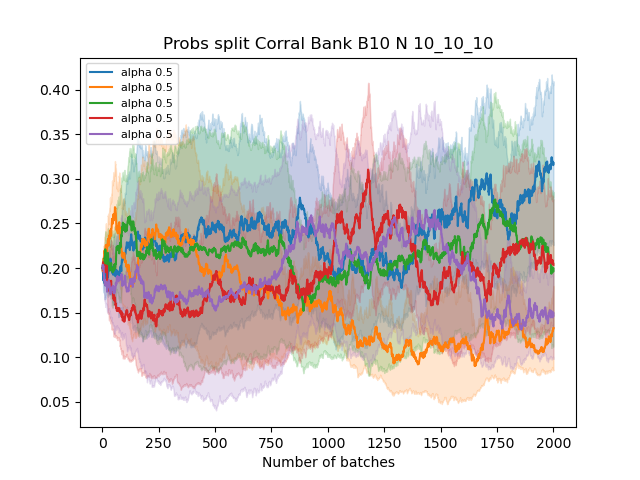 Probs split Corral Bank B10 N 10_10_10
alpha 0.5
alpha 0.5
alpha 0.5
alpha 0.5
alpha 0.5
0.40
0.35
0.30
0.25
0.20
0.15
0.10
0.05
0 250 500 750 1000 1250 1500 1750 2000
Number of batches